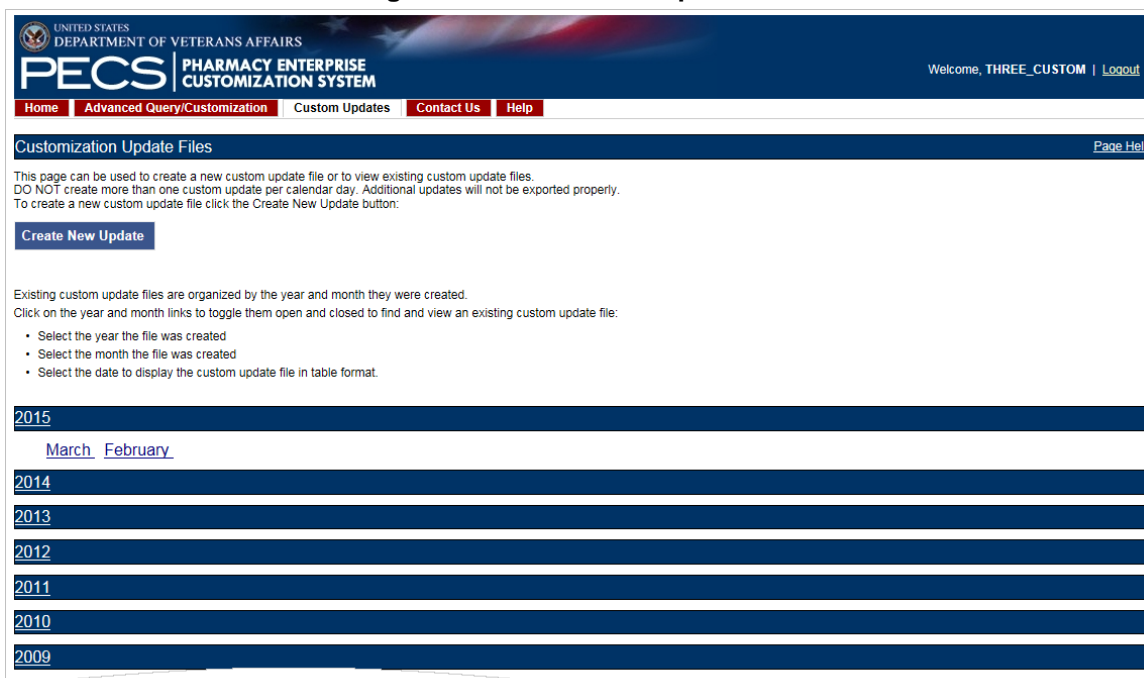 UNITED STATES
DEPARTMENT OF VETERANS AFFAIRS
PECS PHARMACY ENTERPRISE
CUSTOMIZATION SYSTEM
Welcome, THREE_CUSTOM | Logout
Home Advanced Query/Customization Custom Updates Contact Us Help
Customization Update Files Page Hel
This page can be used to create a new custom update file or to view existing custom update files.
DO NOT create more than one custom update per calendar day. Additional updates will not be exported properly.
To create a new custom update file click the Create New Update button:
Create New Update
Existing custom update files are organized by the year and month they were created.
Click on the year and month links to toggle them open and closed to find and view an existing custom update file:
• Select the year the file was created
• Select the month the file was created
• Select the date to display the custom update file in table format.
2015
March February
2014
2013
2012
2011
2010
2009